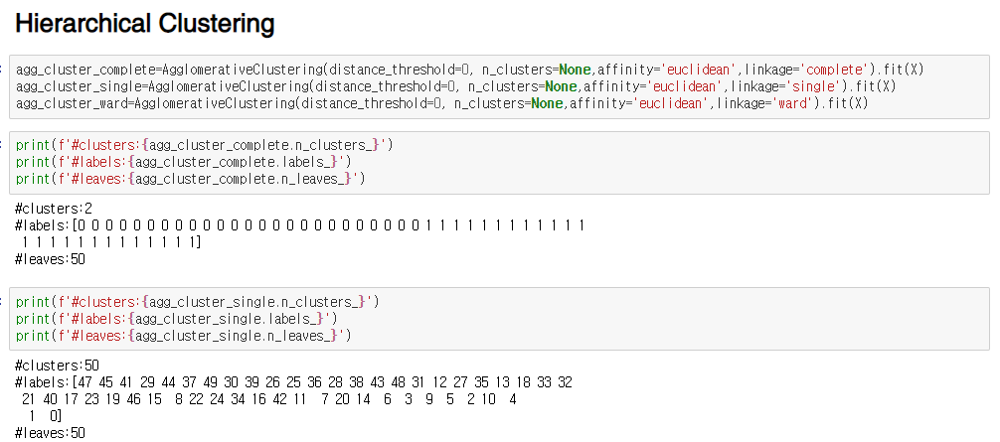 Hierarchical Clustering
agg_cluster_complete=AgglomerativeClustering(distance_threshold=0, n_clusters=None,affinity='euclidean',linkage='complete').fit(X)
agg_cluster_single=AgglomerativeClustering(distance_threshold=0, n_clusters=None,affinity='euclidean',linkage='single').fit(X)
agg_cluster_ward=AgglomerativeClustering(distance_threshold=0, n_clusters=None,affinity='euclidean',linkage='ward').fit(X)
print(f'#clusters:{agg_cluster_complete.n_clusters_}')
print(f'#labels:{agg_cluster_complete.labels_}')
print(f'#leaves:{agg_cluster_complete.n_leaves_}')
#clusters:2
#labels:[0 0 0 0 0 0 0 0 0 0 0 0 0 0 0 0 0 0 0 0 0 0 0 0 0 1 1 1 1 1 1 1 1 1 1 1 1
 1 1 1 1 1 1 1 1 1 1 1 1 1]
#leaves:50
print(f'#clusters:{agg_cluster_single.n_clusters_}')
print(f'#labels:{agg_cluster_single.labels_}')
print(f'#leaves:{agg_cluster_single.n_leaves_}')
#clusters:50
#labels:[47 45 41 29 44 37 49 30 39 26 25 36 28 38 43 48 31 12 27 35 13 18 33 32
 21 40 17 23 19 46 15  8 22 24 34 16 42 11  7 20 14  6  3  9  5  2 10  4
  1  0]
#leaves:50